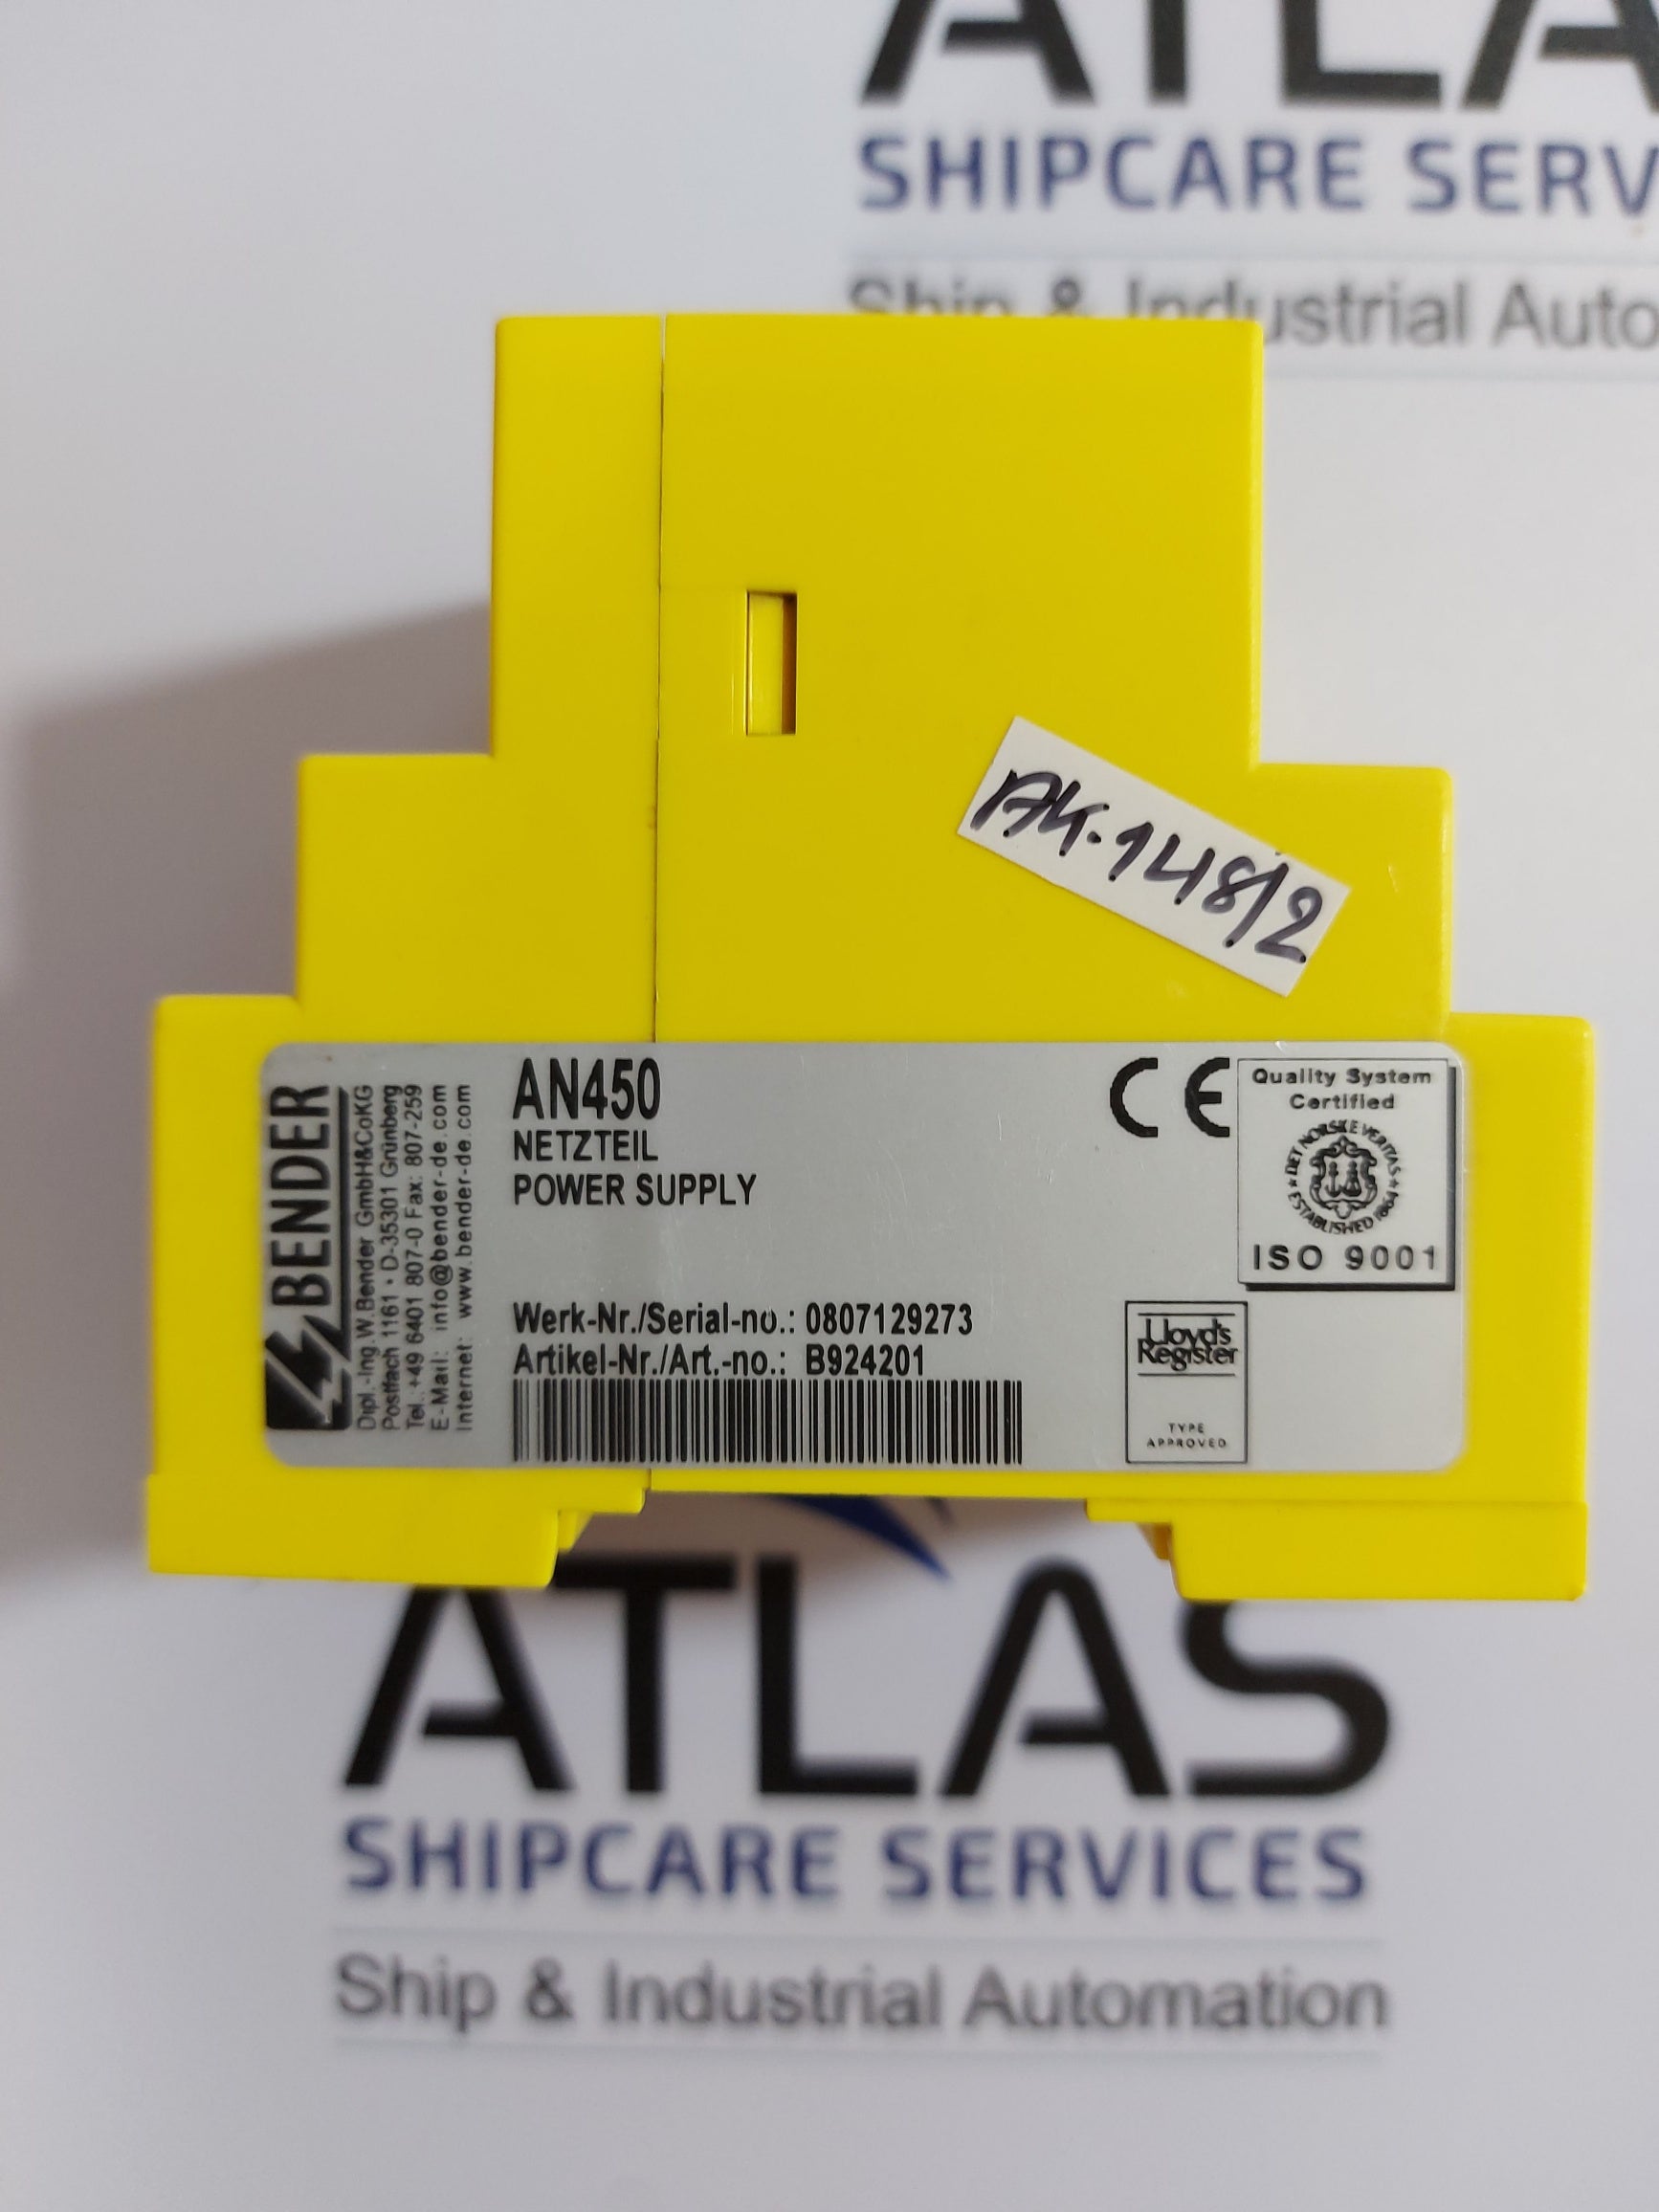 ATLA
SHIPCARE SERV
Ship & Industrial Auto
AK-148/2
BENDER
Dipl.-Ing.W.Bender GmbH&CoKG
Postfach 1161 · D-35301 Grünberg
Tel.:+49 6401 807-0 Fax: 807-259
E-Mail: info@bender-de.com
Internet: www.bender-de.com
AN450
NETZTEIL
POWER SUPPLY
Werk-Nr./Serial-no.: 0807129273
Artikel-Nr./Art.-no.: B924201
CE
Quality System
Certified
DET NORSKE VERITAS
ESTABLISHED 1864
ISO 9001
Lloyd's
Register
TYPE
APPROVED
ATLAS
SHIPCARE SERVICES
Ship & Industrial Automation